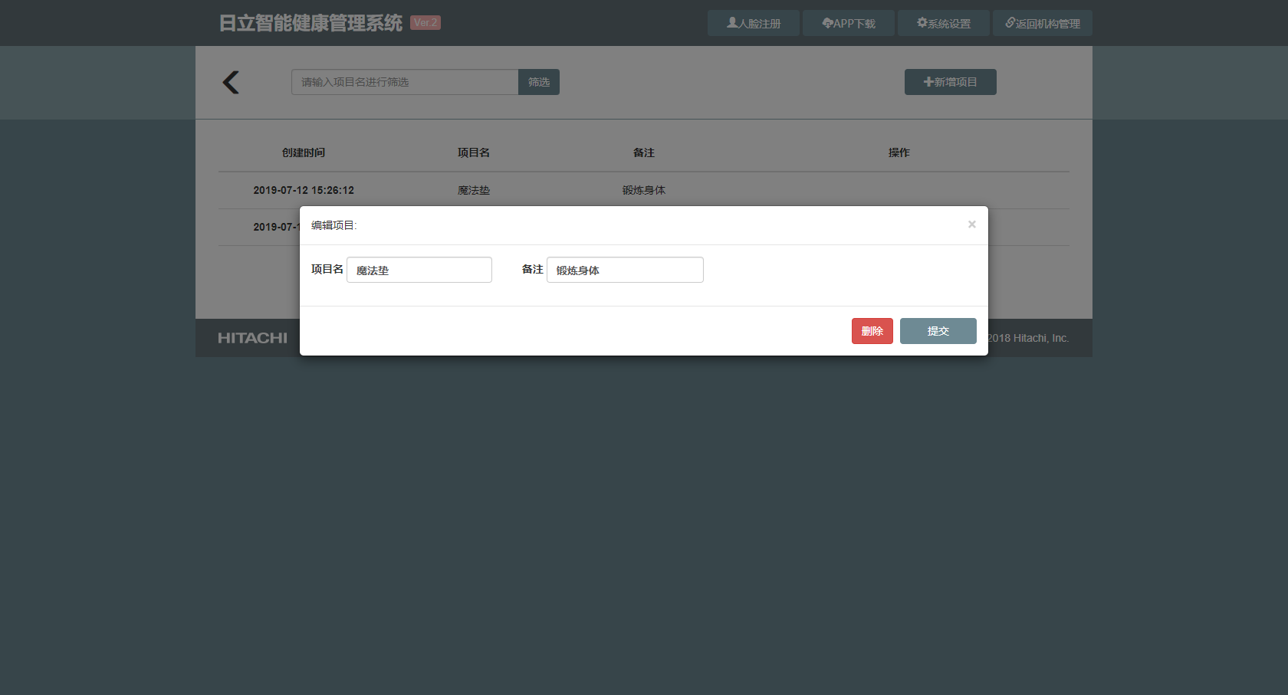 日立智能健康管理系统 Ver.2
人脸注册 APP下载 系统设置 返回机构管理
请输入项目名进行筛选 筛选 新增项目
创建时间 项目名 备注 操作
2019-07-12 15:26:12 魔法垫 锻炼身体
2019-07-1
编辑项目: ×
项目名 魔法垫 备注 锻炼身体
删除 提交
HITACHI 2018 Hitachi, Inc.